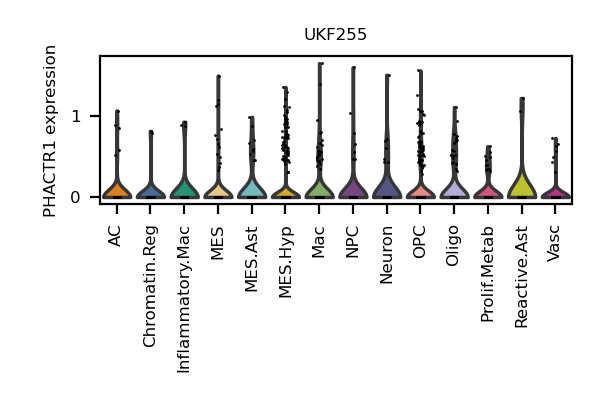 UKF255
PHACTR1 expression
1
0
AC
Chromatin.Reg
Inflammatory.Mac
MES
MES.Ast
MES.Hyp
Mac
NPC
Neuron
OPC
Oligo
Prolif.Metab
Reactive.Ast
Vasc